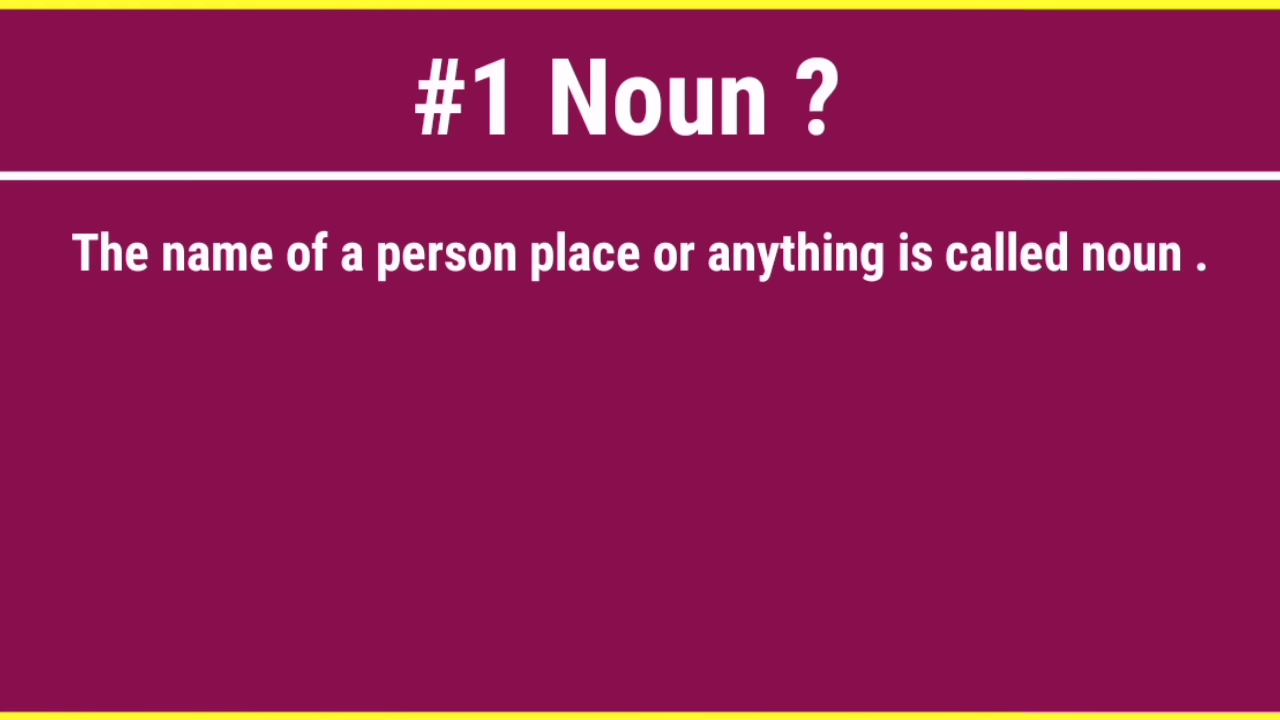 #1 Noun ?
The name of a person place or anything is called noun .